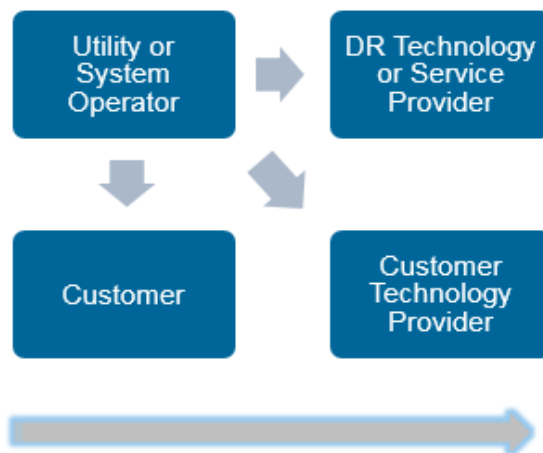 Utility or
System
Operator
DR Technology
or Service
Provider
Customer
Customer
Technology
Provider